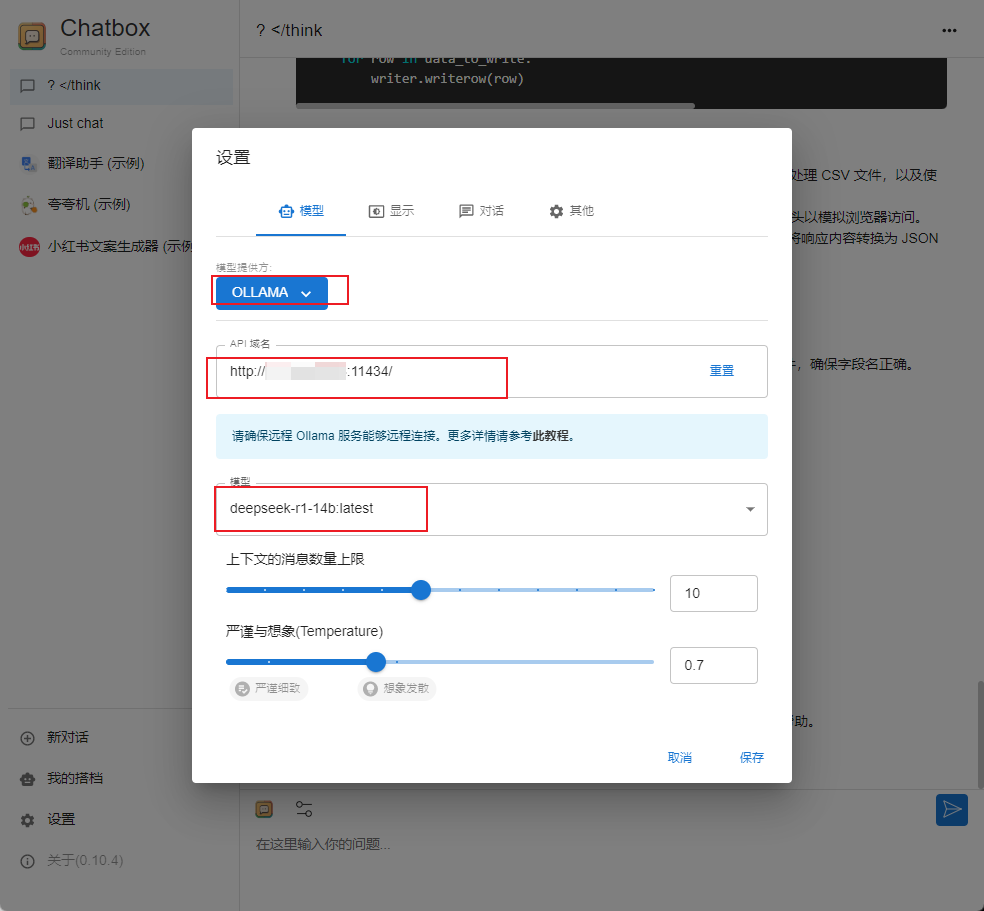 Chatbox
Community Edition
? </think
Just chat
翻译助手 (示例)
夸夸机 (示例)
小红书
小红书文案生成器 (示例
新对话
我的搭档
设置
关于(0.10.4)
? </think
for row in data_to_write:
writer.writerow(row)
处理 CSV 文件，以及使
头以模拟浏览器访问。
将响应内容转换为 JSON
，确保字段名正确。
帮助。
设置
模型
显示
对话
其他
模型提供方:
OLLAMA
API 域名
http://
:11434/
重置
请确保远程 Ollama 服务能够远程连接。更多详情请参考此教程。
模型
deepseek-r1-14b:latest
上下文的消息数量上限
10
严谨与想象(Temperature)
0.7
严谨细致
想象发散
取消
保存
在这里输入你的问题...